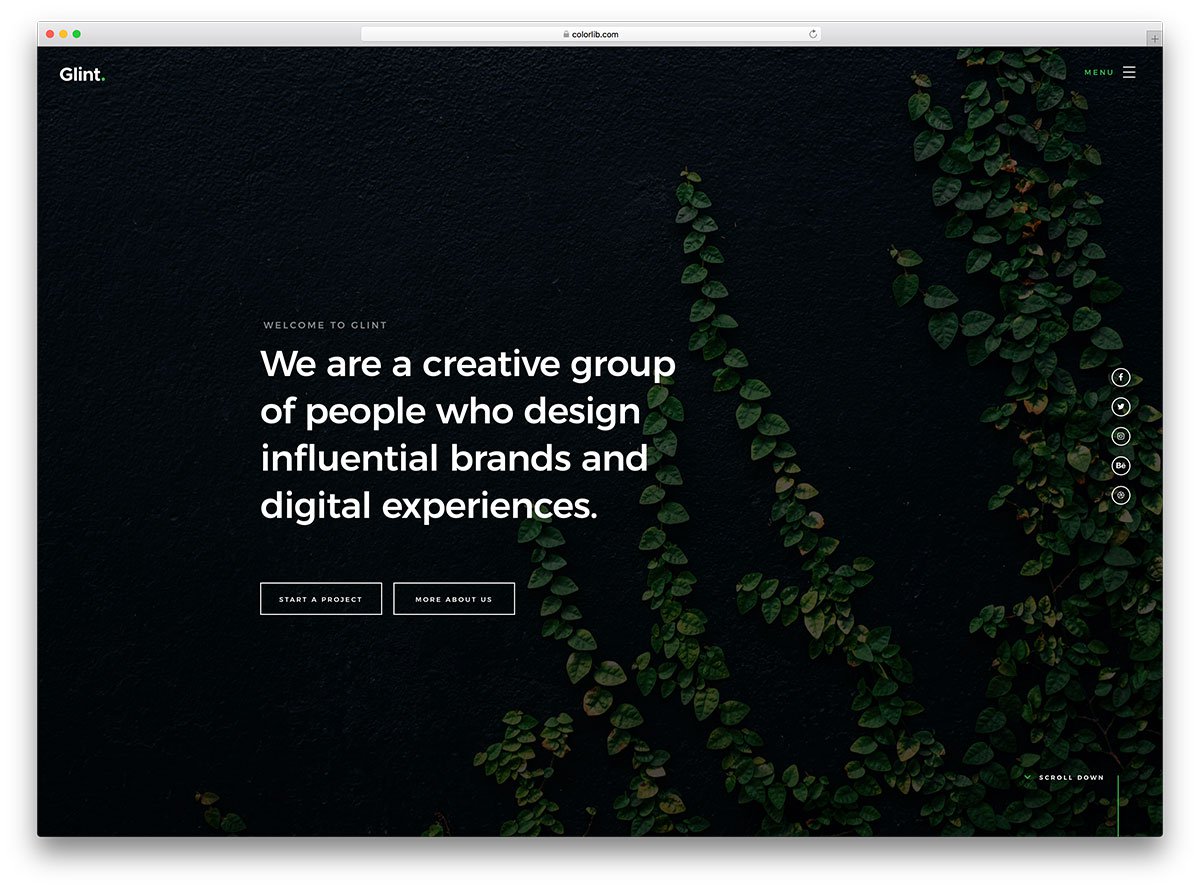 colorlib.com
Glint.
MENU
WELCOME TO GLINT
We are a creative group
of people who design
influential brands and
digital experiences.
Bē
START A PROJECT
MORE ABOUT US
SCROLL DOWN